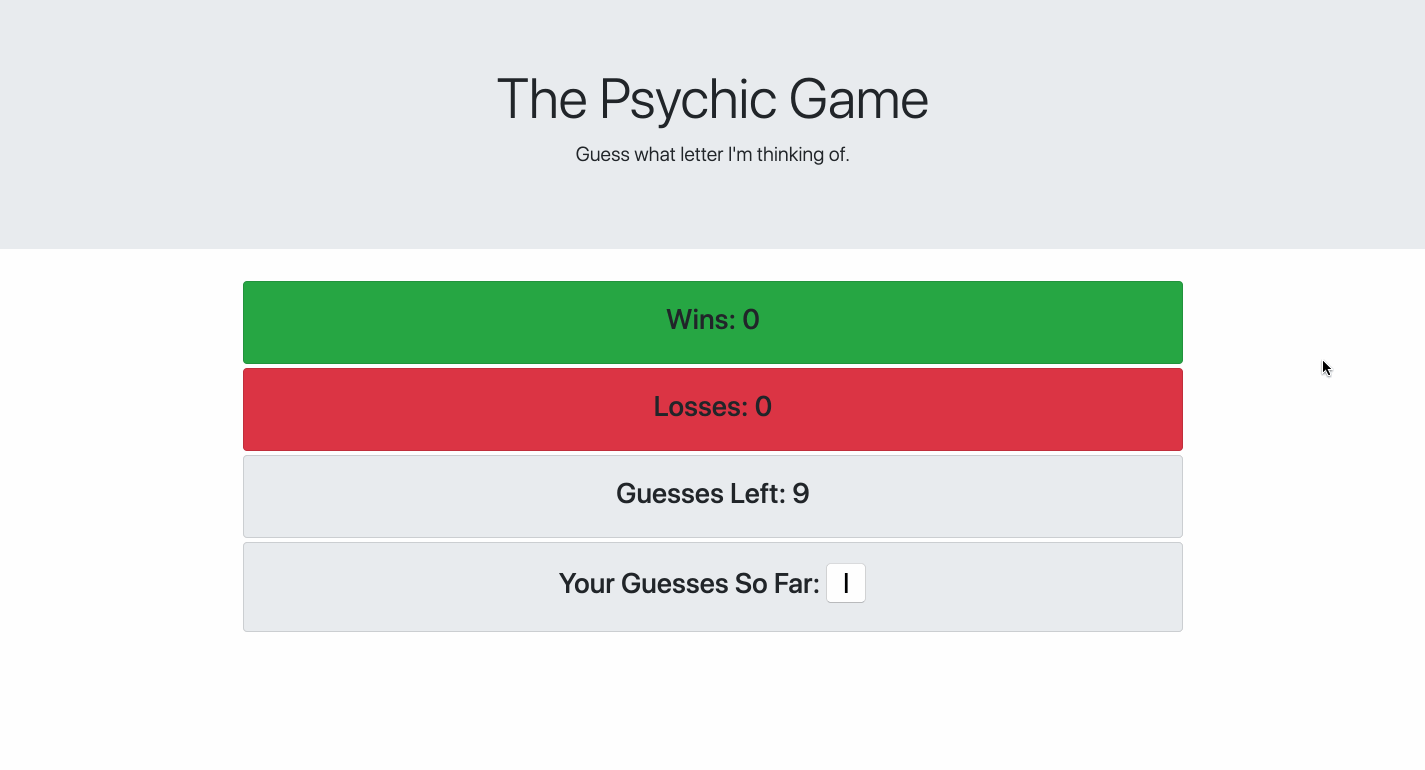 The Psychic Game
Guess what letter I'm thinking of.
Wins: 0
Losses: 0
Guesses Left: 9
Your Guesses So Far: l